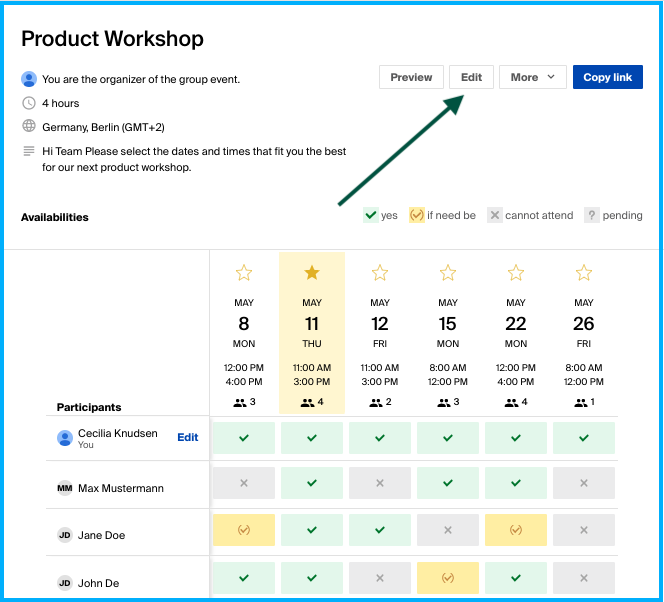 Product Workshop
You are the organizer of the group event.
Preview
Edit
More
Copy link
4 hours
Germany, Berlin (GMT+2)
Hi Team Please select the dates and times that fit you the best
for our next product workshop.
Availabilities
yes
if need be
cannot attend
? pending
MAY MAY MAY MAY MAY MAY
8 11 12 15 22 26
MON THU FRI MON MON FRI
12:00 PM 11:00 AM 11:00 AM 8:00 AM 12:00 PM 8:00 AM
4:00 PM 3:00 PM 3:00 PM 12:00 PM 4:00 PM 12:00 PM
Participants 3 4 2 3 4 1
Cecilia Knudsen Edit
You
MM Max Mustermann
JD Jane Doe
JD John De